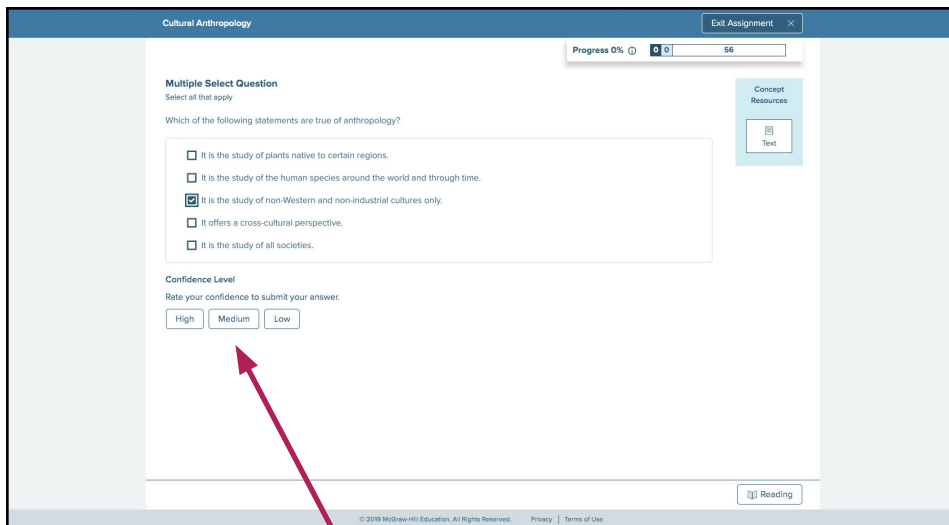 Cultural Anthropology
Exit Assignment ×
Progress 0% ⓘ 0 0 56
Multiple Select Question
Select all that apply
Which of the following statements are true of anthropology?
It is the study of plants native to certain regions.
It is the study of the human species around the world and through time.
It is the study of non-Western and non-industrial cultures only.
It offers a cross-cultural perspective.
It is the study of all societies.
Concept
Resources
Text
Confidence Level
Rate your confidence to submit your answer.
High Medium Low
Reading
© 2019 McGraw-Hill Education. All Rights Reserved. Privacy | Terms of Use